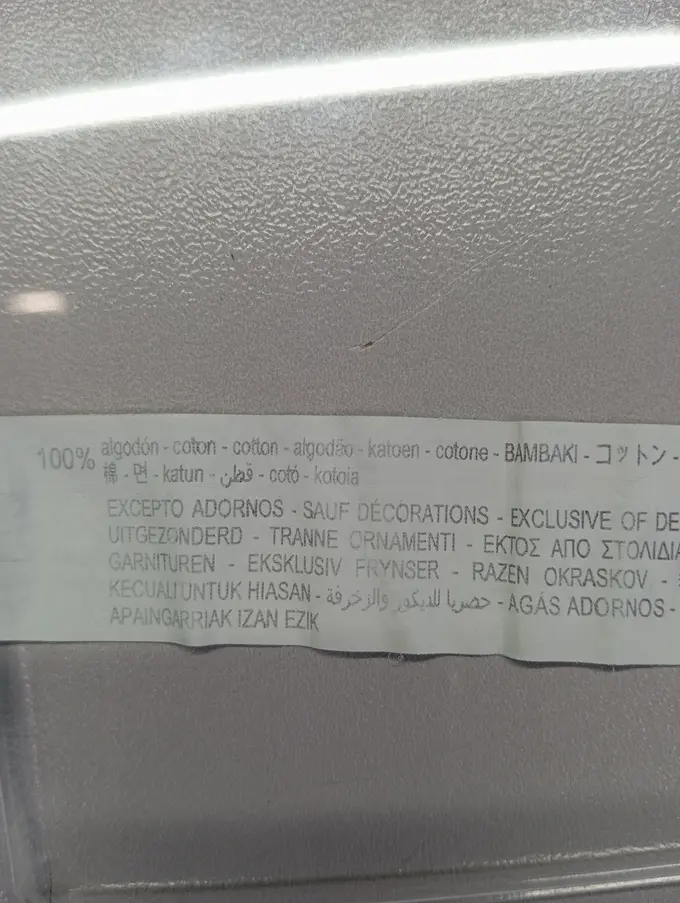 100% algodón - coton - cotton - algodão - katoen - cotone - BAMBAKI - コットン -
棉 - 면 - katun - قطن - cotó - kotoia
EXCEPTO ADORNOS - SAUF DÉCORATIONS - EXCLUSIVE OF DE
UITGEZONDERD - TRANNE ORNAMENTI - ΕΚΤΟΣ ΑΠΟ ΣΤΟΛΙΔΙΑ
GARNITUREN - EKSKLUSIV FRYNSER - RAZEN OKRASKOV -
KECUALI UNTUK HIASAN - حصريا للديكور والزخرفة - AGÁS ADORNOS -
APAINGARRIAK IZAN EZIK